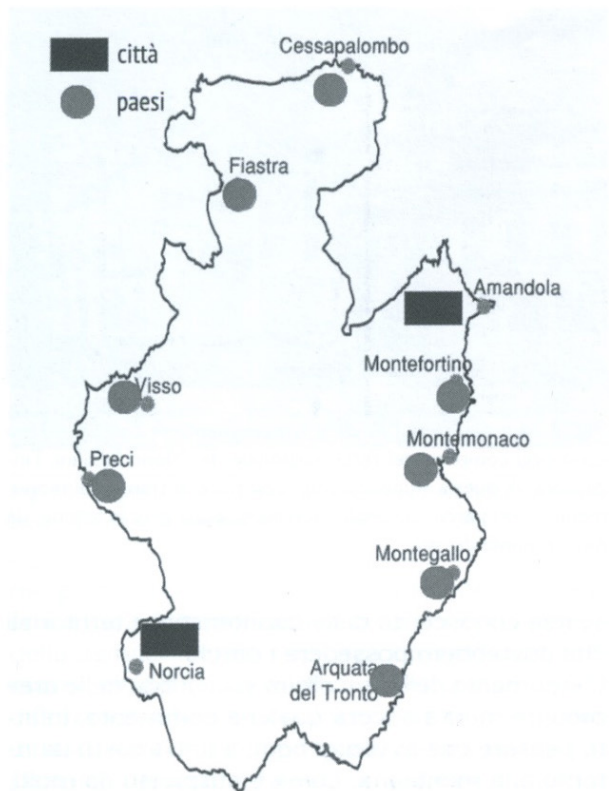 città
paesi
Cessapalombo
Fiastra
Amandola
Montefortino
Visso
Montemonaco
Preci
Montegallo
Norcia
Arquata
del Tronto